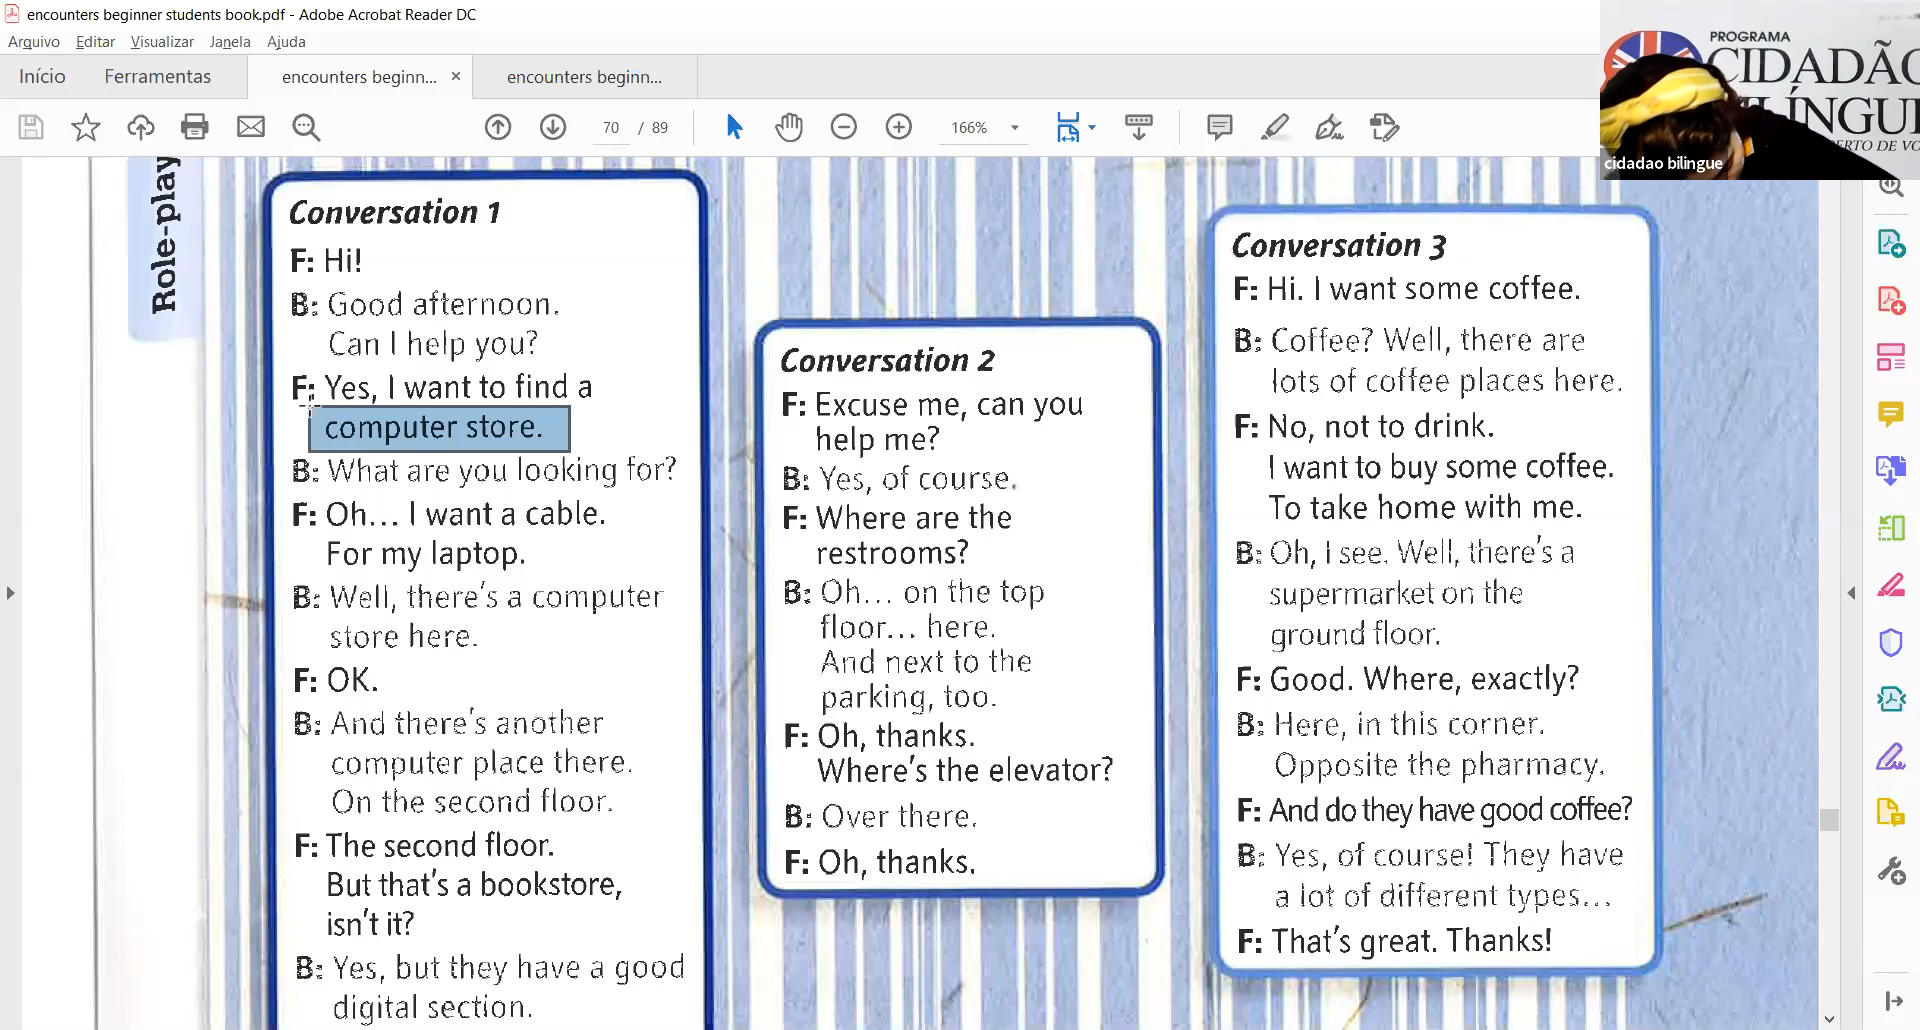 encounters beginner students book.pdf - Adobe Acrobat Reader DC
Arquivo Editar Visualizar Janela Ajuda
Início Ferramentas encounters beginn... × encounters beginn...
70 / 89 166%
PROGRAMA
CIDADÃO
BILÍNGU
ERTO DE VO
cidadao bilingue
Role-play
Conversation 1
F: Hi!
B: Good afternoon.
Can I help you?
F: Yes, I want to find a
computer store.
B: What are you looking for?
F: Oh... I want a cable.
For my laptop.
B: Well, there's a computer
store here.
F: OK.
B: And there's another
computer place there.
On the second floor.
F: The second floor.
But that's a bookstore,
isn't it?
B: Yes, but they have a good
digital section.
Conversation 2
F: Excuse me, can you
help me?
B: Yes, of course.
F: Where are the
restrooms?
B: Oh... on the top
floor... here.
And next to the
parking, too.
F: Oh, thanks.
Where's the elevator?
B: Over there.
F: Oh, thanks.
Conversation 3
F: Hi. I want some coffee.
B: Coffee? Well, there are
lots of coffee places here.
F: No, not to drink.
I want to buy some coffee.
To take home with me.
B: Oh, I see. Well, there's a
supermarket on the
ground floor.
F: Good. Where, exactly?
B: Here, in this corner.
Opposite the pharmacy.
F: And do they have good coffee?
B: Yes, of course! They have
a lot of different types...
F: That's great. Thanks!